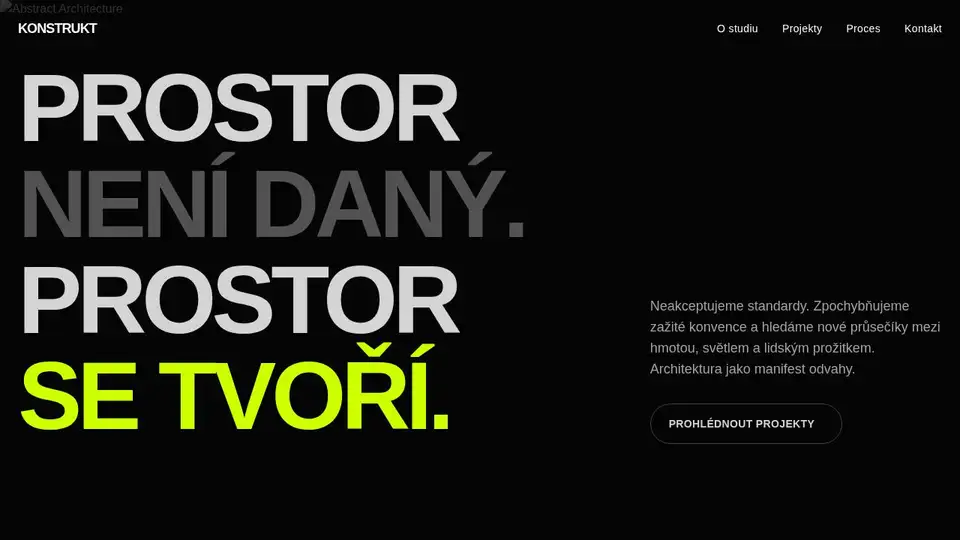 Abstract Architecture
KONSTRUKT
O studiu
Projekty
Proces
Kontakt
PROSTOR
NENÍ DANÝ.
PROSTOR
SE TVOŘÍ.
Neakceptujeme standardy. Zpochybňujeme
zažité konvence a hledáme nové průsečíky mezi
hmotou, světlem a lidským prožitkem.
Architektura jako manifest odvahy.
PROHLÉDNOUT PROJEKTY